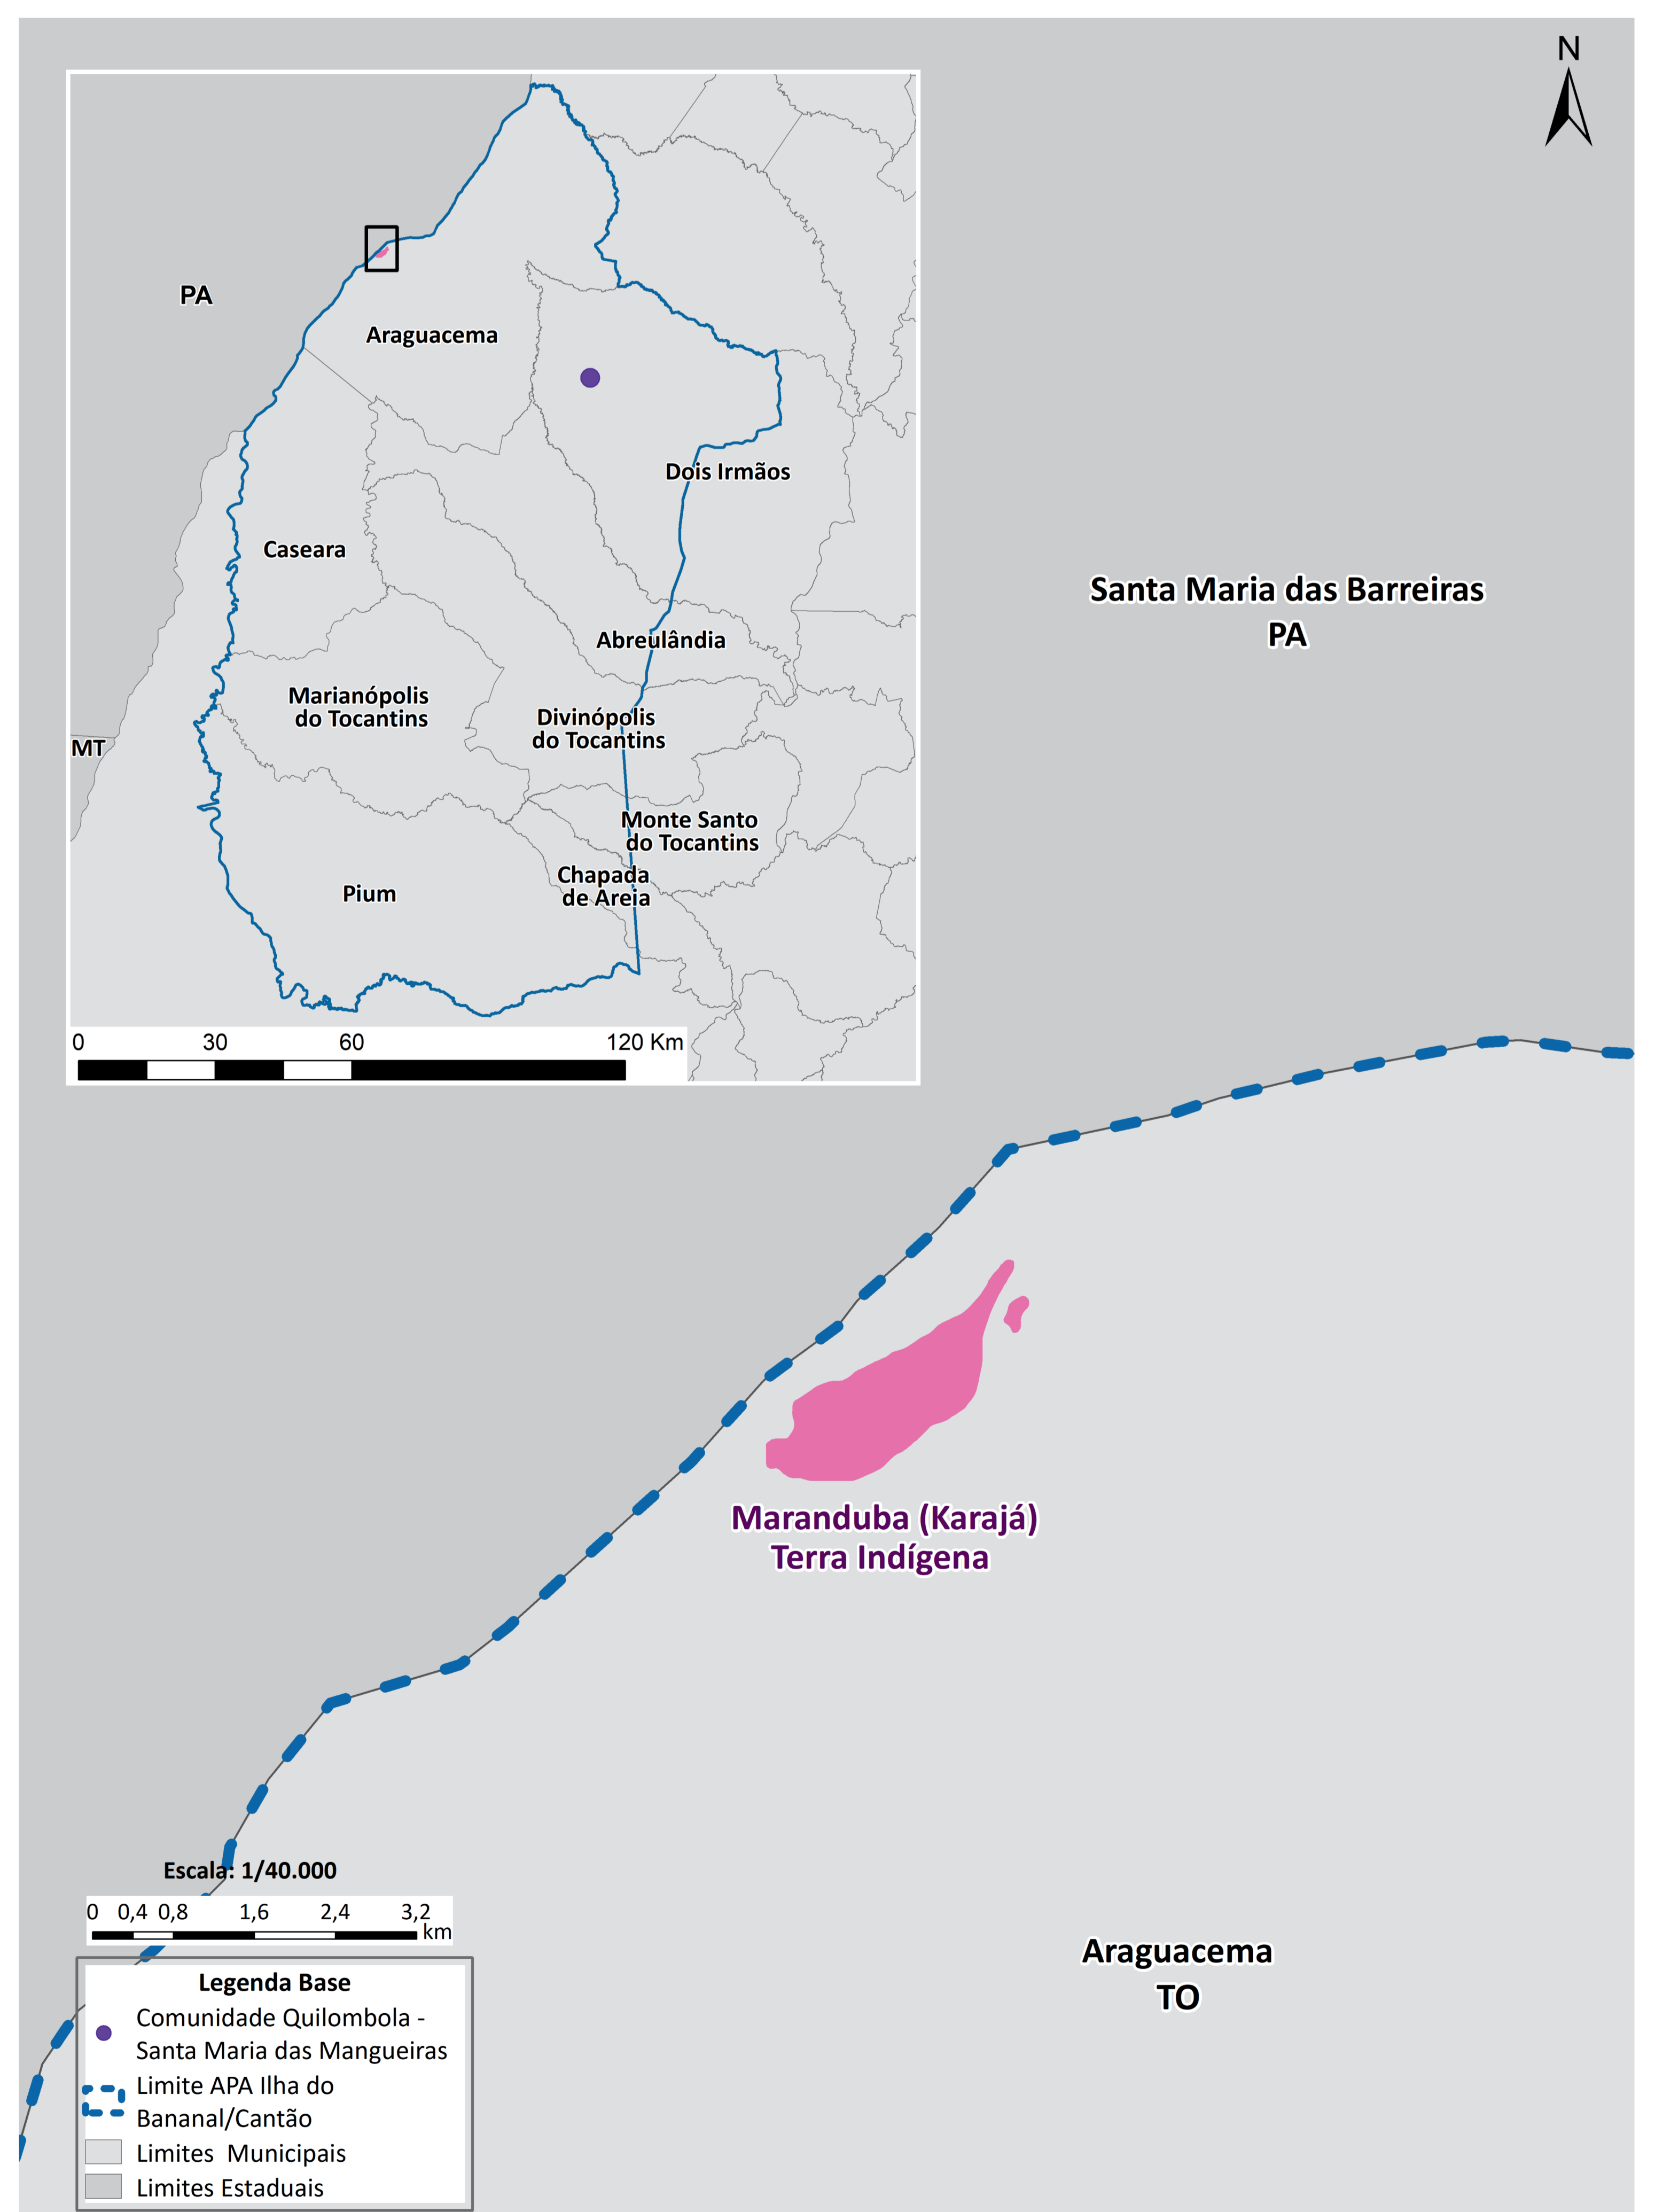 N
PA
Araguacema
Dois Irmãos
Caseara
Abreulândia
Marianópolis
do Tocantins
Divinópolis
do Tocantins
MT
Monte Santo
do Tocantins
Chapada
de Areia
Pium
0 30 60 120 Km
Santa Maria das Barreiras
PA
Maranduba (Karajá)
Terra Indígena
Araguacema
TO
Escala: 1/40.000
0 0,4 0,8 1,6 2,4 3,2
km
Legenda Base
Comunidade Quilombola -
Santa Maria das Mangueiras
Limite APA Ilha do
Bananal/Cantão
Limites Municipais
Limites Estaduais